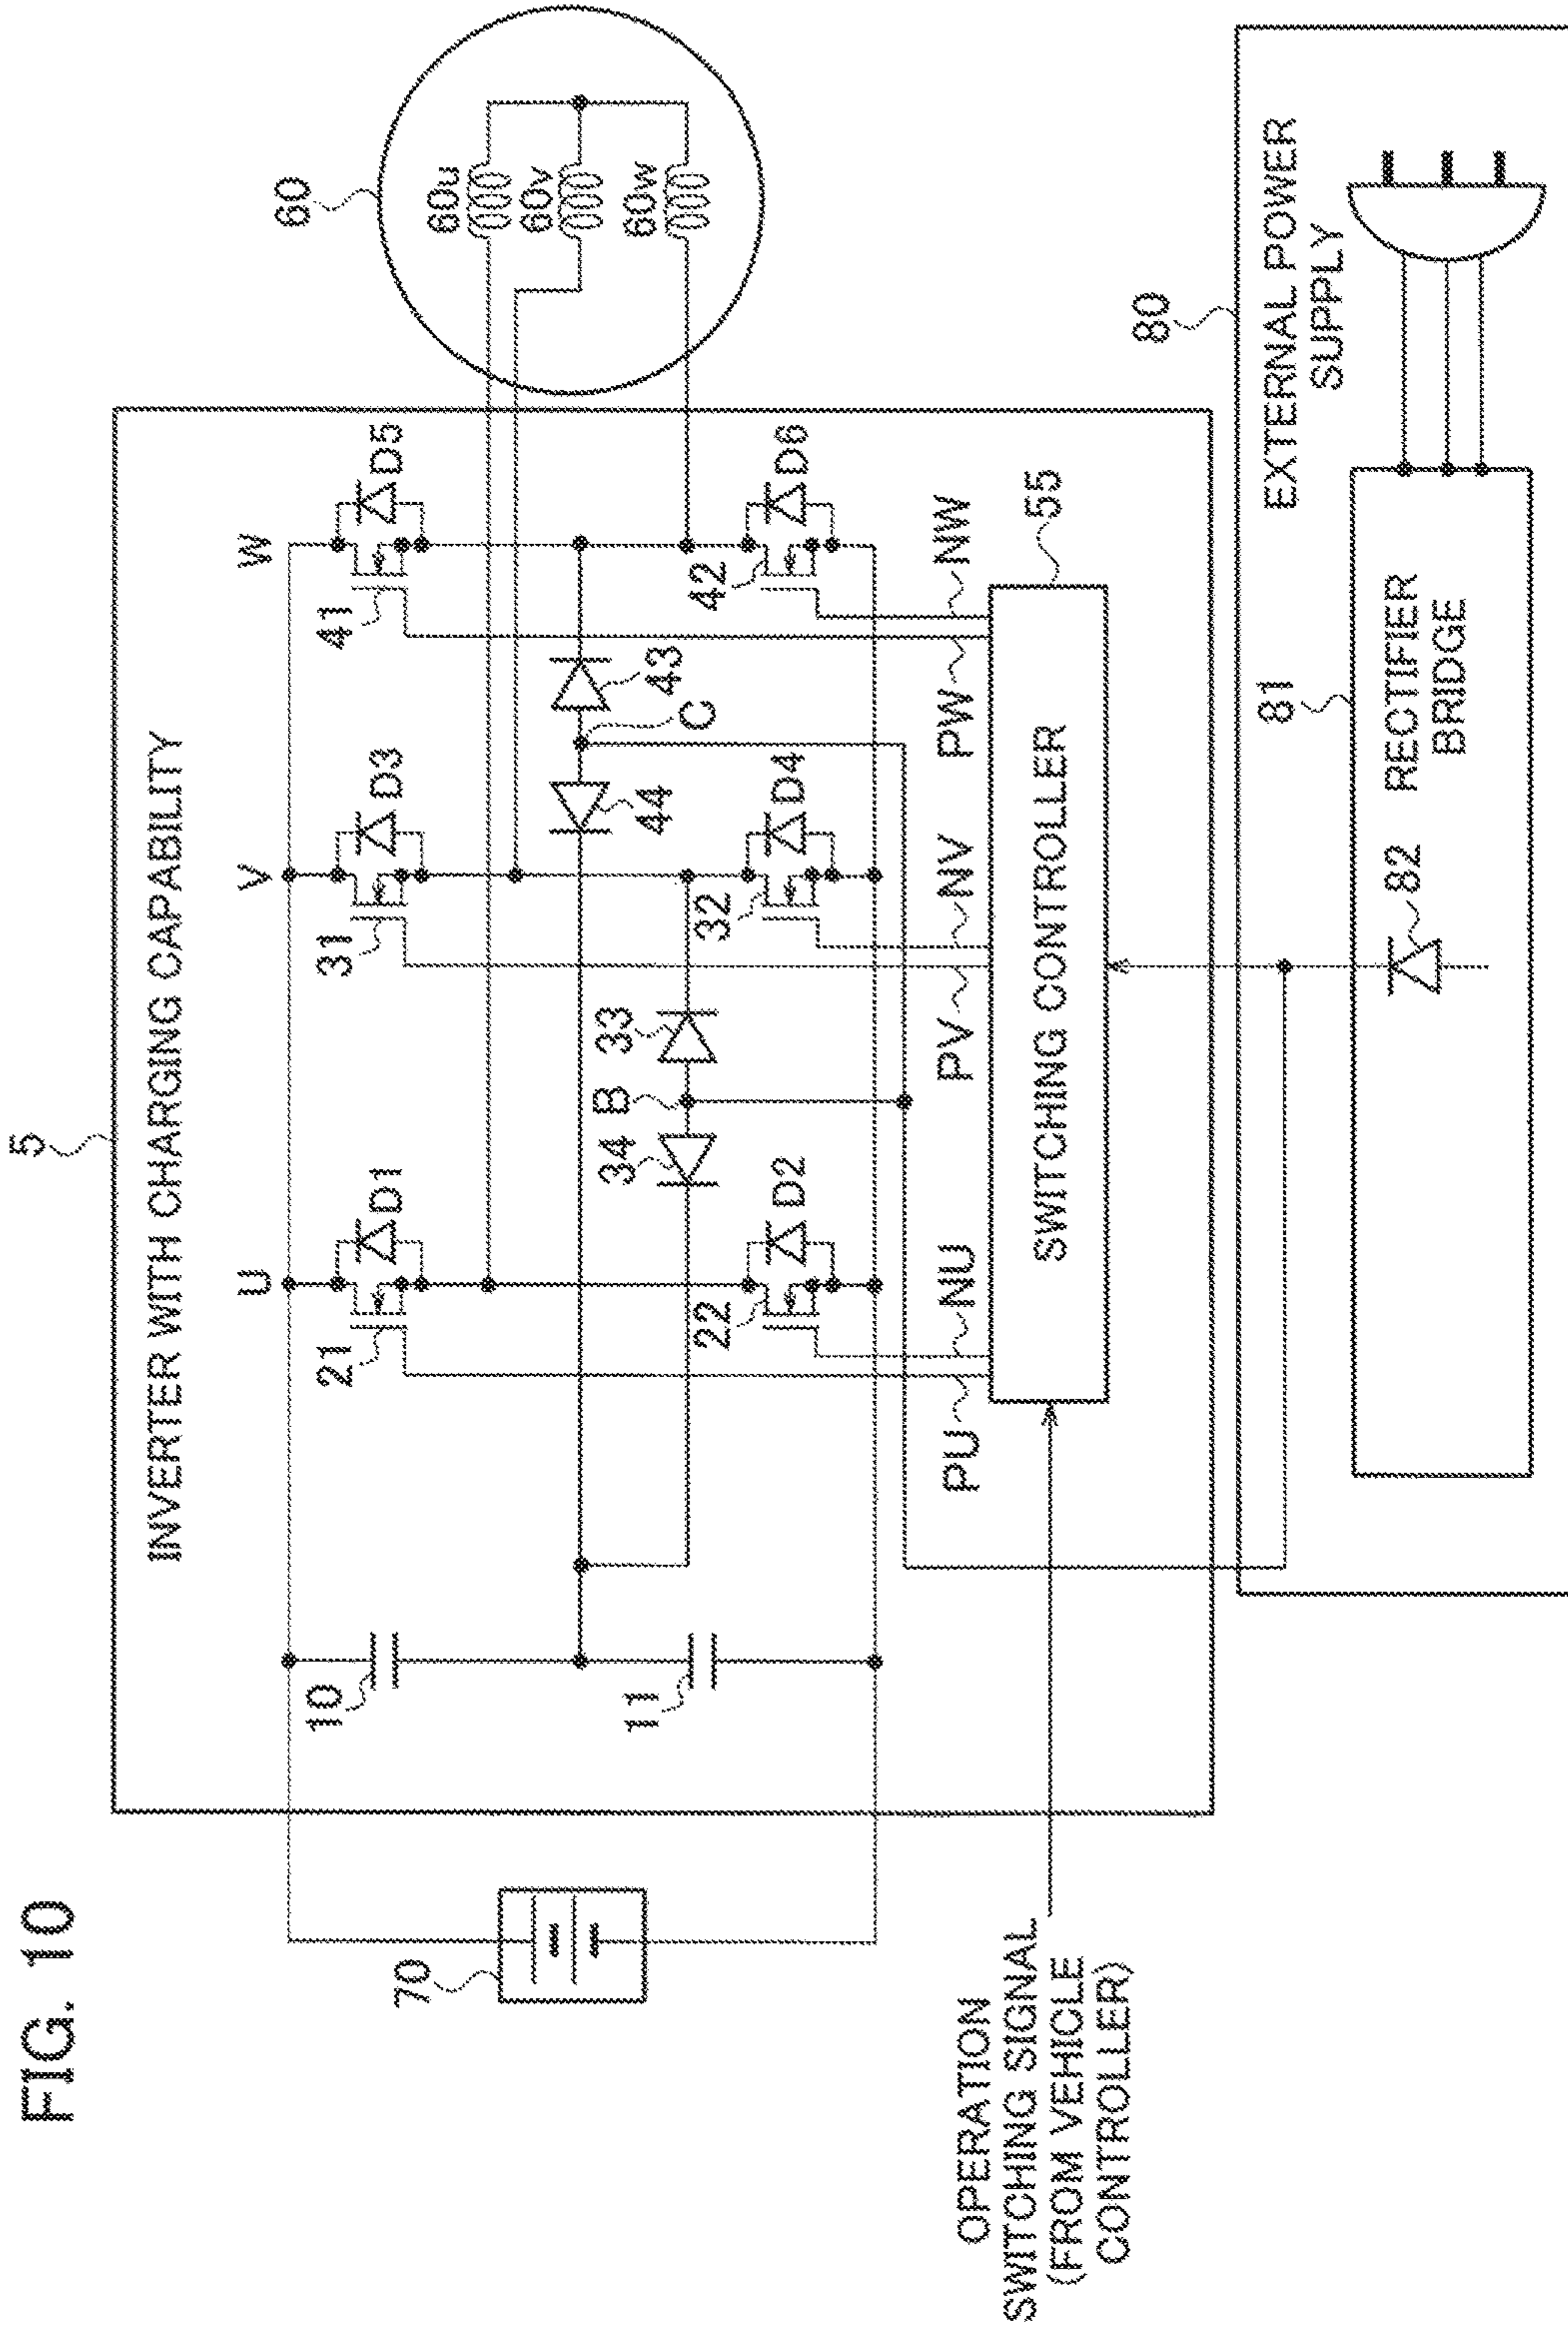 FIG. 10
5
INVERTER WITH CHARGING CAPABILITY
U
V
W
10
11
21
D1
31
D3
41
D5
22
D2
32
D4
42
D6
34
B
33
44
C
43
60
60u
60v
60w
70
PU
NU
PV
NV
PW
NW
55
SWITCHING CONTROLLER
OPERATION
SWITCHING SIGNAL
(FROM VEHICLE
CONTROLLER)
80
EXTERNAL POWER
SUPPLY
81
RECTIFIER
BRIDGE
82